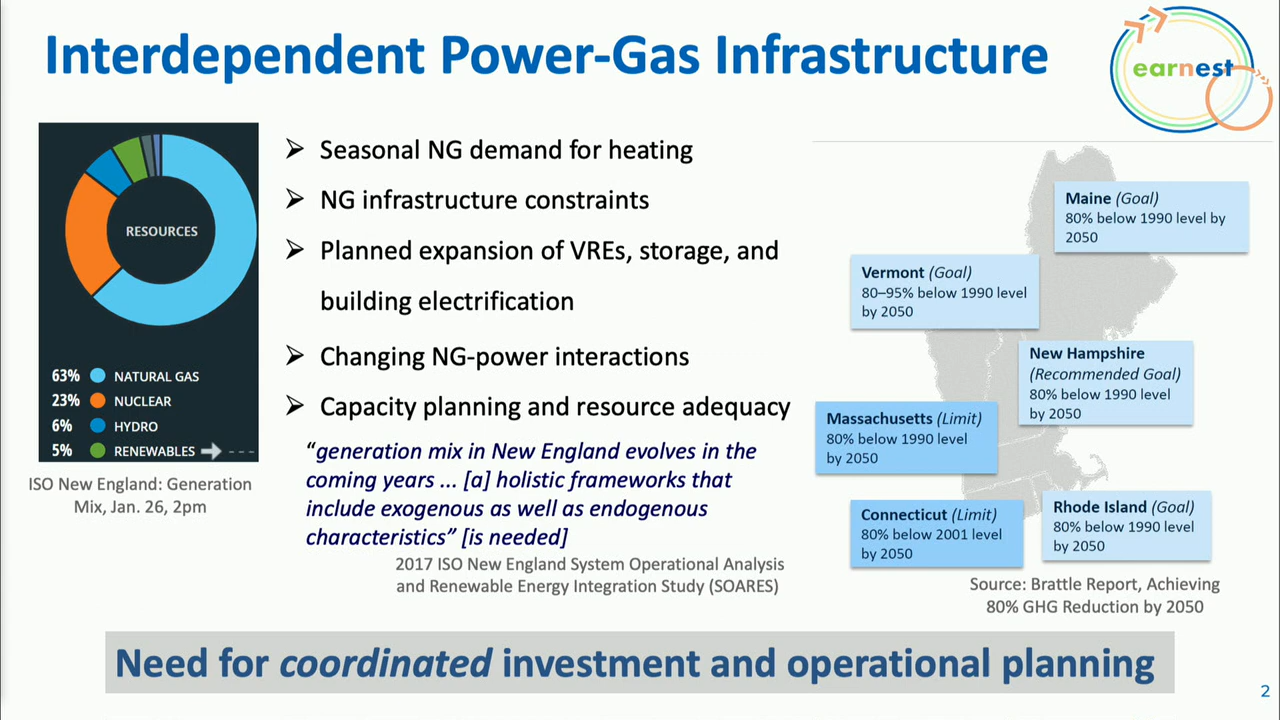 Interdependent Power-Gas Infrastructure
earnest
RESOURCES
63% NATURAL GAS
23% NUCLEAR
6% HYDRO
5% RENEWABLES
ISO New England: Generation
Mix, Jan. 26, 2pm
➢ Seasonal NG demand for heating
➢ NG infrastructure constraints
➢ Planned expansion of VREs, storage, and
building electrification
➢ Changing NG-power interactions
➢ Capacity planning and resource adequacy
“generation mix in New England evolves in the
coming years ... [a] holistic frameworks that
include exogenous as well as endogenous
characteristics” [is needed]
2017 ISO New England System Operational Analysis
and Renewable Energy Integration Study (SOARES)
Maine (Goal)
80% below 1990 level by
2050
Vermont (Goal)
80–95% below 1990 level
by 2050
New Hampshire
(Recommended Goal)
80% below 1990 level
by 2050
Massachusetts (Limit)
80% below 1990 level
by 2050
Connecticut (Limit)
80% below 2001 level
by 2050
Rhode Island (Goal)
80% below 1990 level
by 2050
Source: Brattle Report, Achieving
80% GHG Reduction by 2050
Need for coordinated investment and operational planning
2